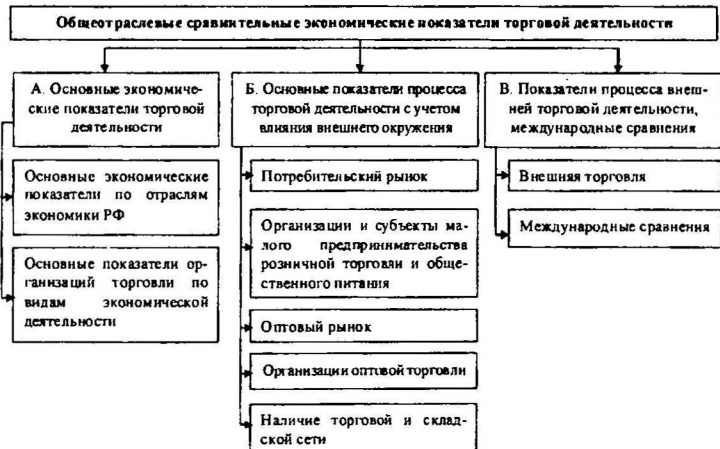 Общеотраслевые сравнительные экономические показатели торговой деятельности
А. Основные экономиче-
ские показатели торговой
деятельности
Основные экономические
показатели по отраслям
экономики РФ
Основные показатели ор-
ганизаций торговли по
видам экономической
деятельности
Б. Основные показатели процесса
торговой деятельности с учетом
влияния внешнего окружения
Потребительский рынок
Организации и субъекты ма-
лого предпринимательства
розничной торговли и общ-
ественного питания
Оптовый рынок
Организации оптовой торговли
Наличие торговой и склад-
ской сети
В. Показатели процесса внеш-
ней торговой деятельности,
международные сравнения
Внешняя торговля
Международные сравнения